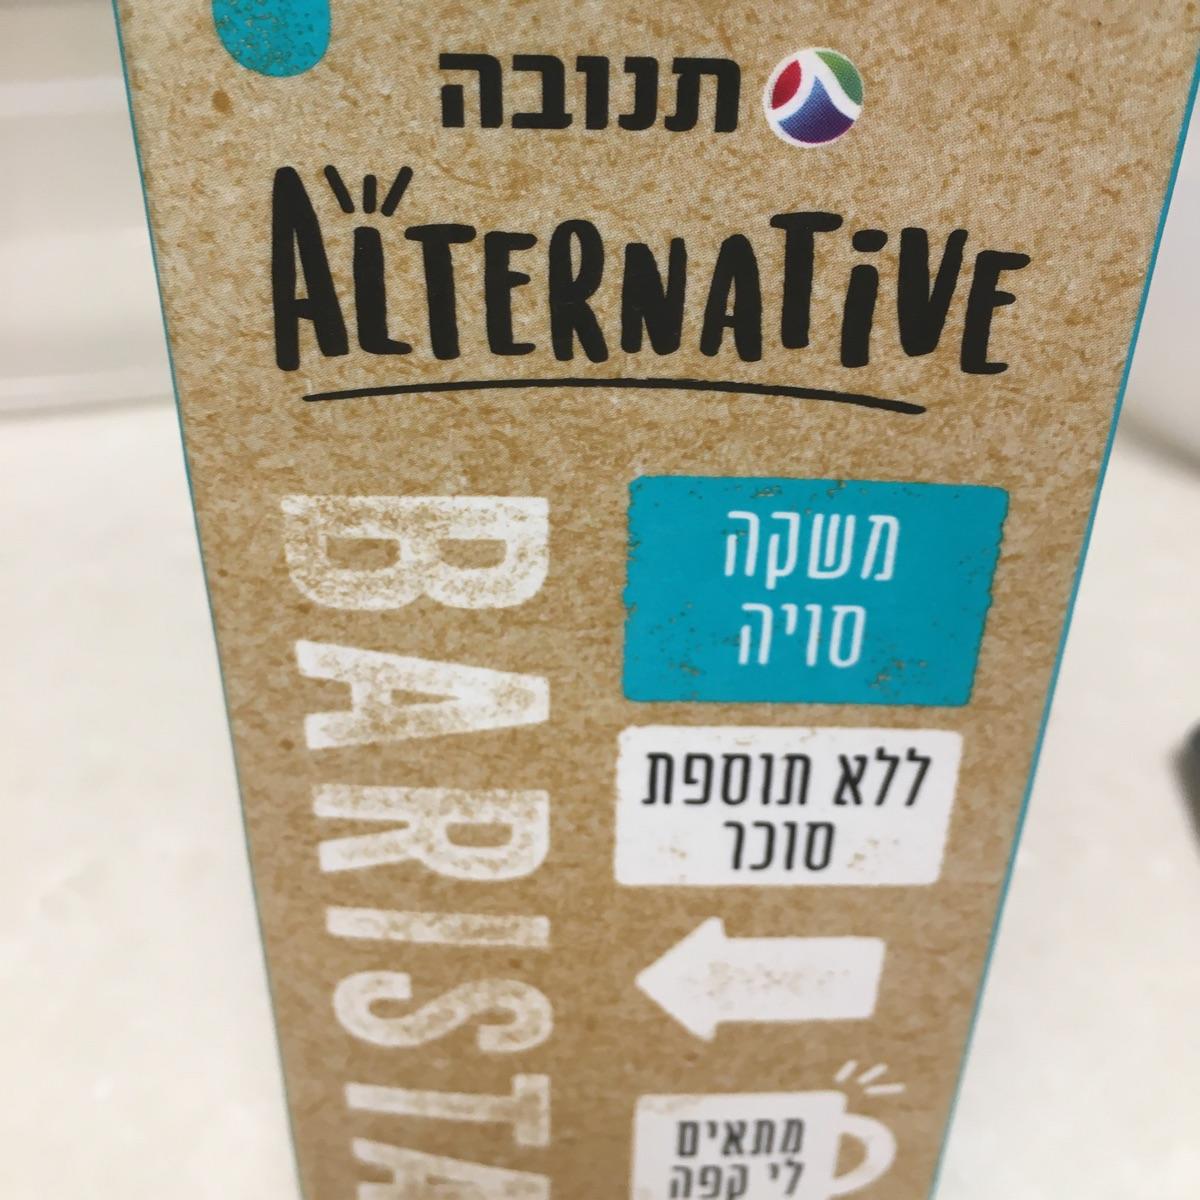 תנובה
ALTERNATIVE
BARISTA
משקה
סויה
ללא תוספת
סוכר
מתאים
לי קפה